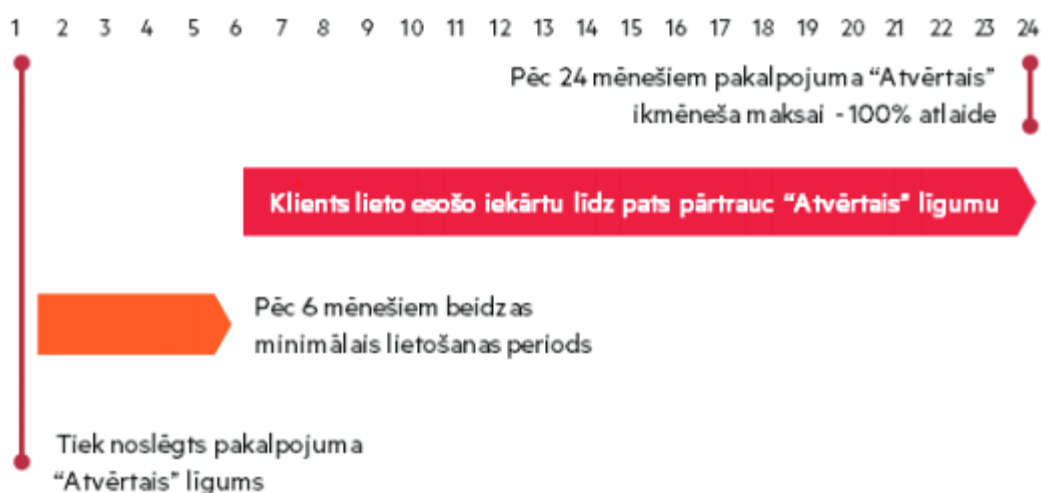 1 2 3 4 5 6 7 8 9 10 11 12 13 14 15 16 17 18 19 20 21 22 23 24
Pēc 24 mēnešiem pakalpojuma “Atvērtais”
ikmēneša maksai - 100% atlaide
Klients lieto esošo iekārtu līdz pats pārtrauc “Atvērtais” līgumu
Pēc 6 mēnešiem beidzas
minimālais lietošanas periods
Tiek noslēgts pakalpojuma
“Atvērtais” līgums